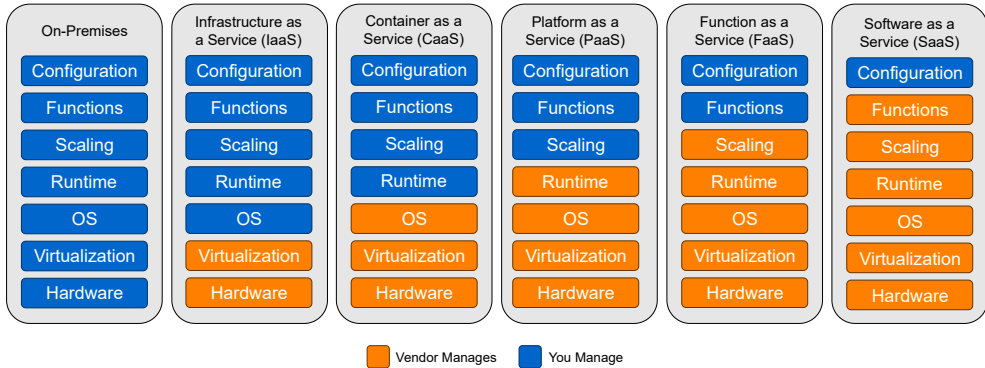 On-Premises
Configuration
Functions
Scaling
Runtime
OS
Virtualization
Hardware
Infrastructure as
a Service (IaaS)
Configuration
Functions
Scaling
Runtime
OS
Virtualization
Hardware
Container as a
Service (CaaS)
Configuration
Functions
Scaling
Runtime
OS
Virtualization
Hardware
Platform as a
Service (PaaS)
Configuration
Functions
Scaling
Runtime
OS
Virtualization
Hardware
Function as a
Service (FaaS)
Configuration
Functions
Scaling
Runtime
OS
Virtualization
Hardware
Software as a
Service (SaaS)
Configuration
Functions
Scaling
Runtime
OS
Virtualization
Hardware
Vendor Manages
You Manage